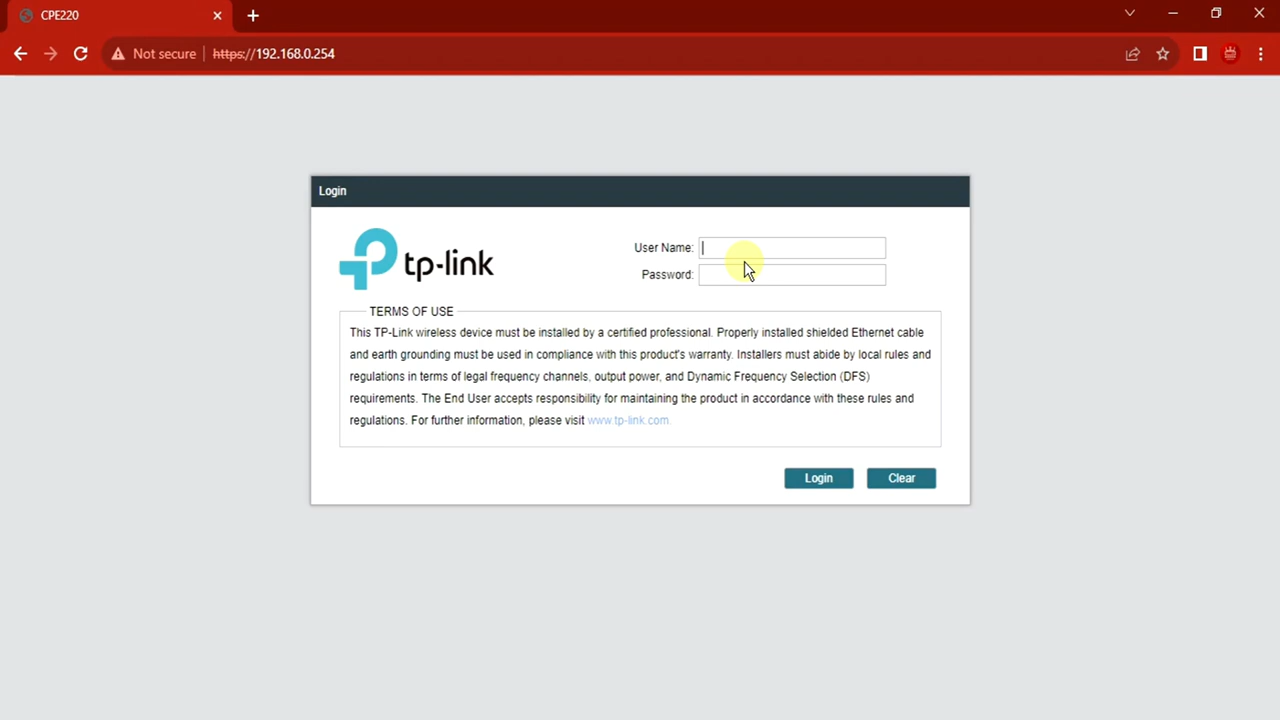 CPE220
Not secure https://192.168.0.254
Login
tp-link
User Name:
Password:
TERMS OF USE
This TP-Link wireless device must be installed by a certified professional. Properly installed shielded Ethernet cable
and earth grounding must be used in compliance with this product's warranty. Installers must abide by local rules and
regulations in terms of legal frequency channels, output power, and Dynamic Frequency Selection (DFS)
requirements. The End User accepts responsibility for maintaining the product in accordance with these rules and
regulations. For further information, please visit www.tp-link.com.
Login Clear